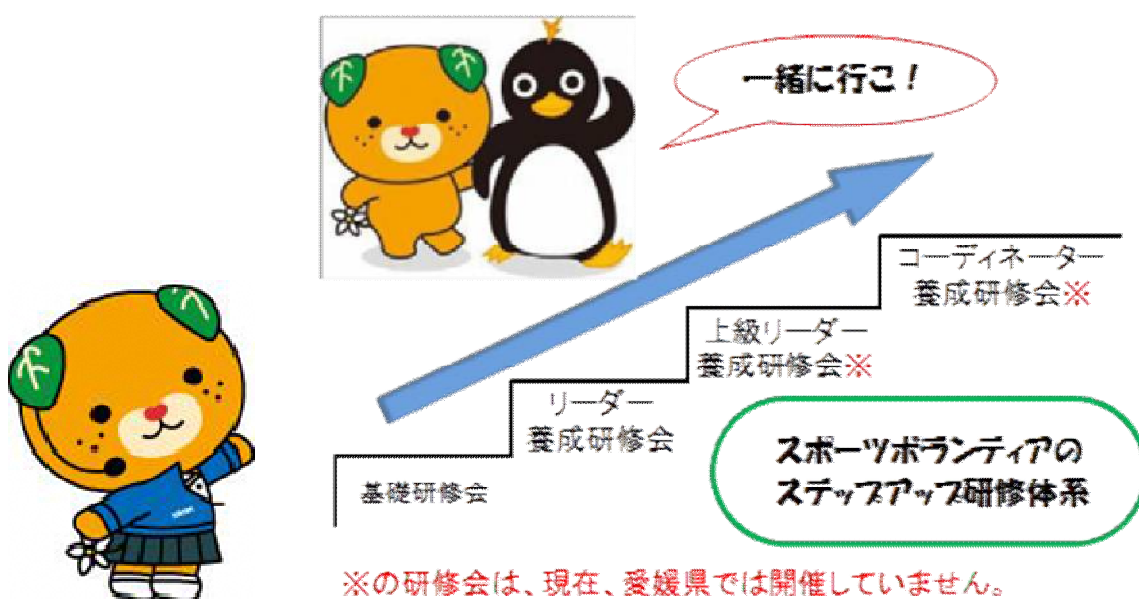 一緒に行こ！
コーディネーター
養成研修会※
上級リーダー
養成研修会※
リーダー
養成研修会
基礎研修会
スポーツボランティアの
ステップアップ研修体系
※の研修会は、現在、愛媛県では開催していません。